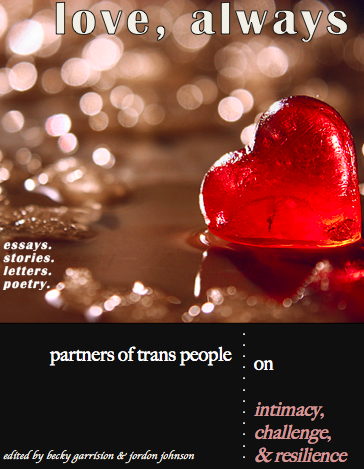 love, always
essays.
stories.
letters.
poetry.
partners of trans people
on
intimacy,
challenge,
& resilience
edited by becky garrision & jordon johnson